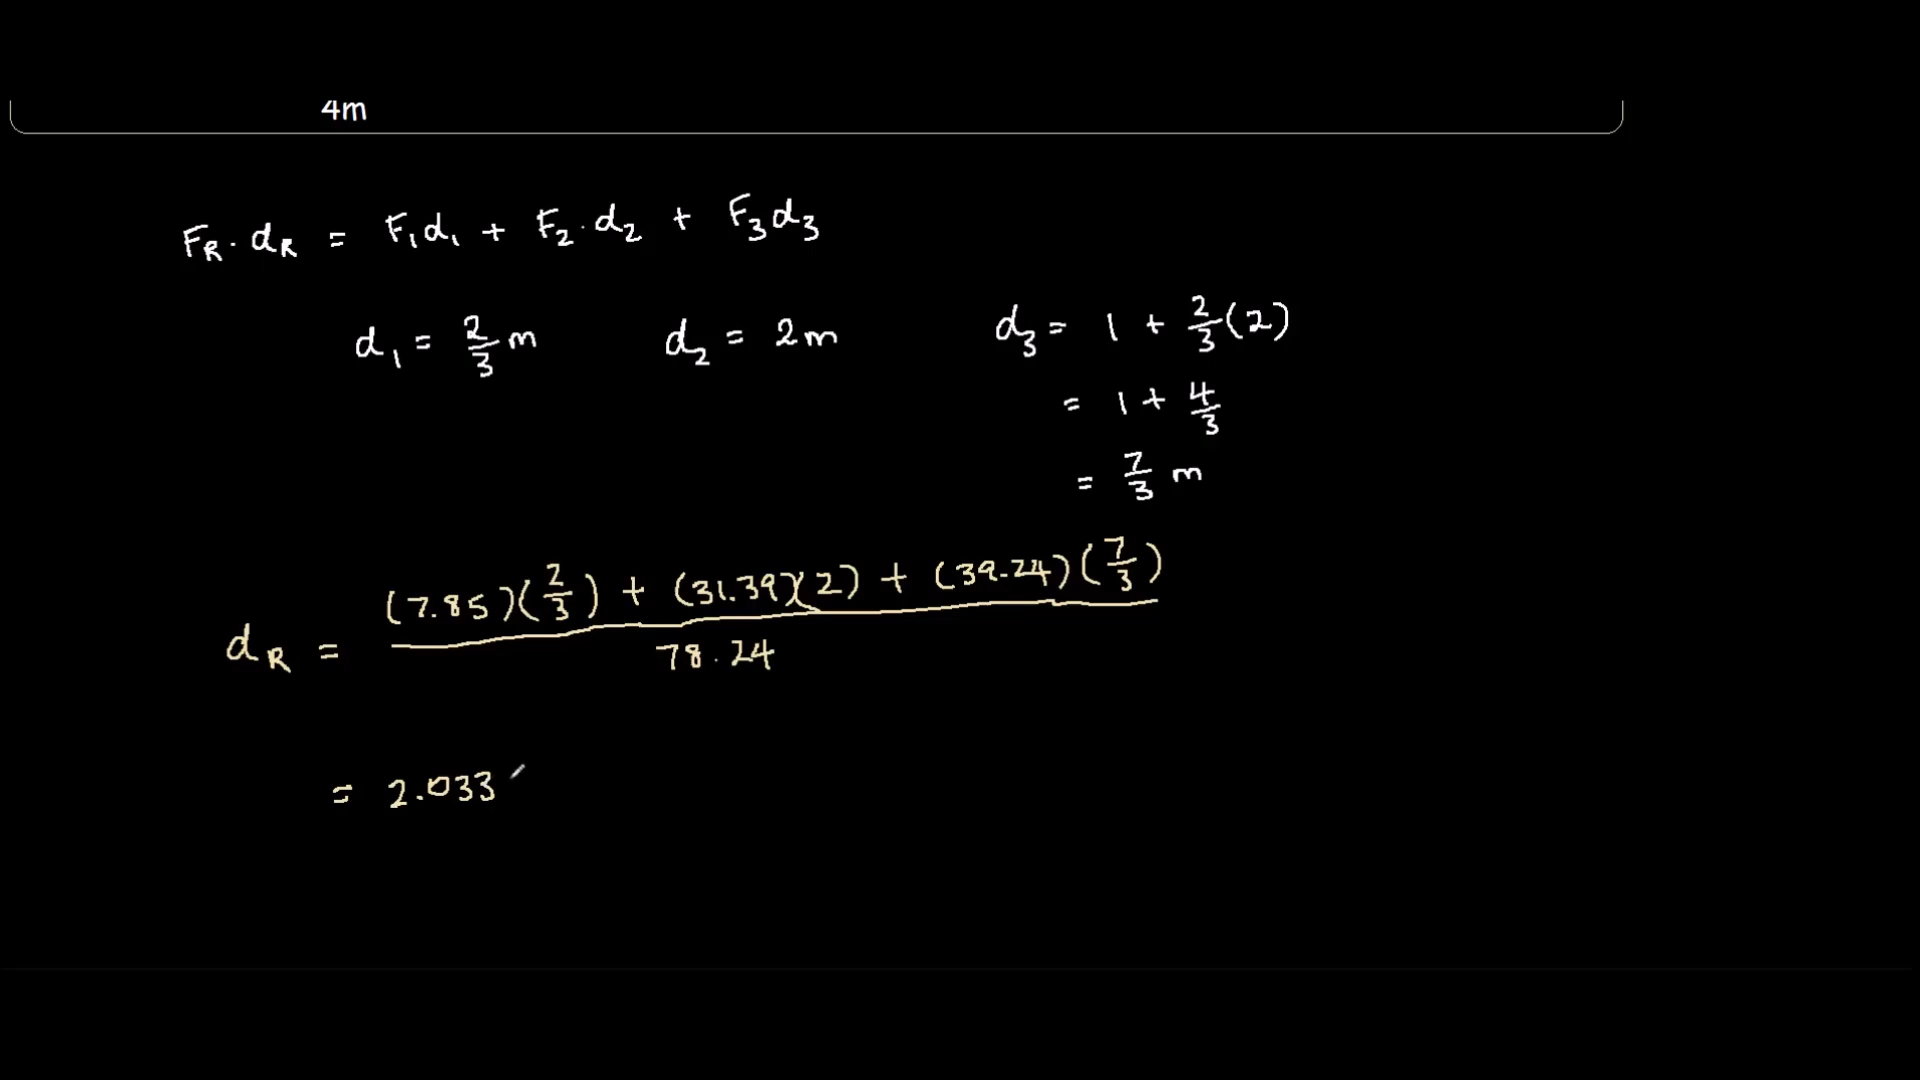 4m
F_R · d_R = F_1 d_1 + F_2 · d_2 + F_3 d_3
d_1 = 2/3 m d_2 = 2m d_3 = 1 + 2/3 (2)
= 1 + 4/3
= 7/3 m
d_R = ((7.85)(2/3) + (31.39)(2) + (39.24)(7/3)) / 78.24
= 2.033